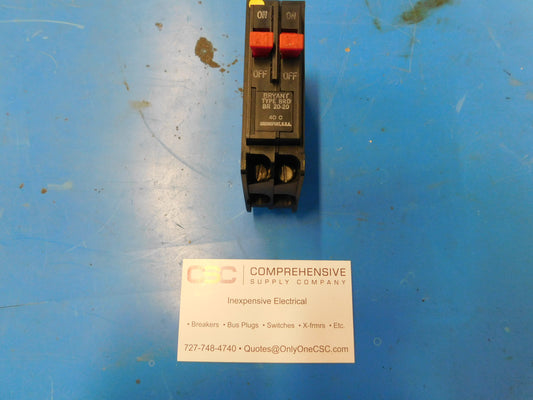 ON ON
OFF OFF
BRYANT
TYPE BRD
BR 20-20
40 C
CSC | COMPREHENSIVE
SUPPLY COMPANY
Inexpensive Electrical
• Breakers • Bus Plugs • Switches • X-frmrs • Etc.
727-748-4740 • Quotes@OnlyOneCSC.com